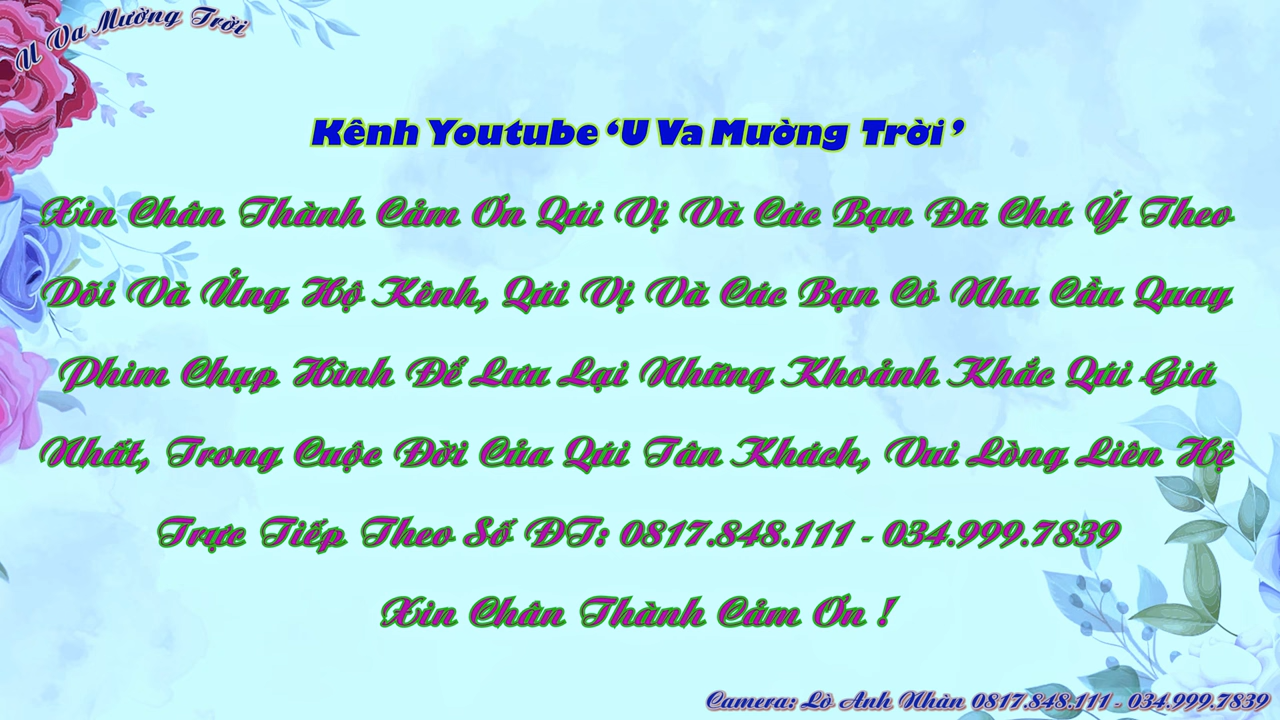 U Va Mường Trời
Kênh Youtube ‘U Va Mường Trời’
Xin Chân Thành Cảm Ơn Qúi Vị Và Các Bạn Đã Chú Ý Theo
Dõi Và Ủng Hộ Kênh, Qúi Vị Và Các Bạn Có Nhu Cầu Quay
Phim Chụp Hình Để Lưu Lại Những Khoảnh Khắc Qúi Giá
Nhất, Trong Cuộc Đời Của Qúi Tân Khách, Vui Lòng Liên Hệ
Trực Tiếp Theo Số ĐT: 0817.848.111 - 034.999.7839
Xin Chân Thành Cảm Ơn !
Camera: Lò Anh Nhàn 0817.848.111 - 034.999.7839